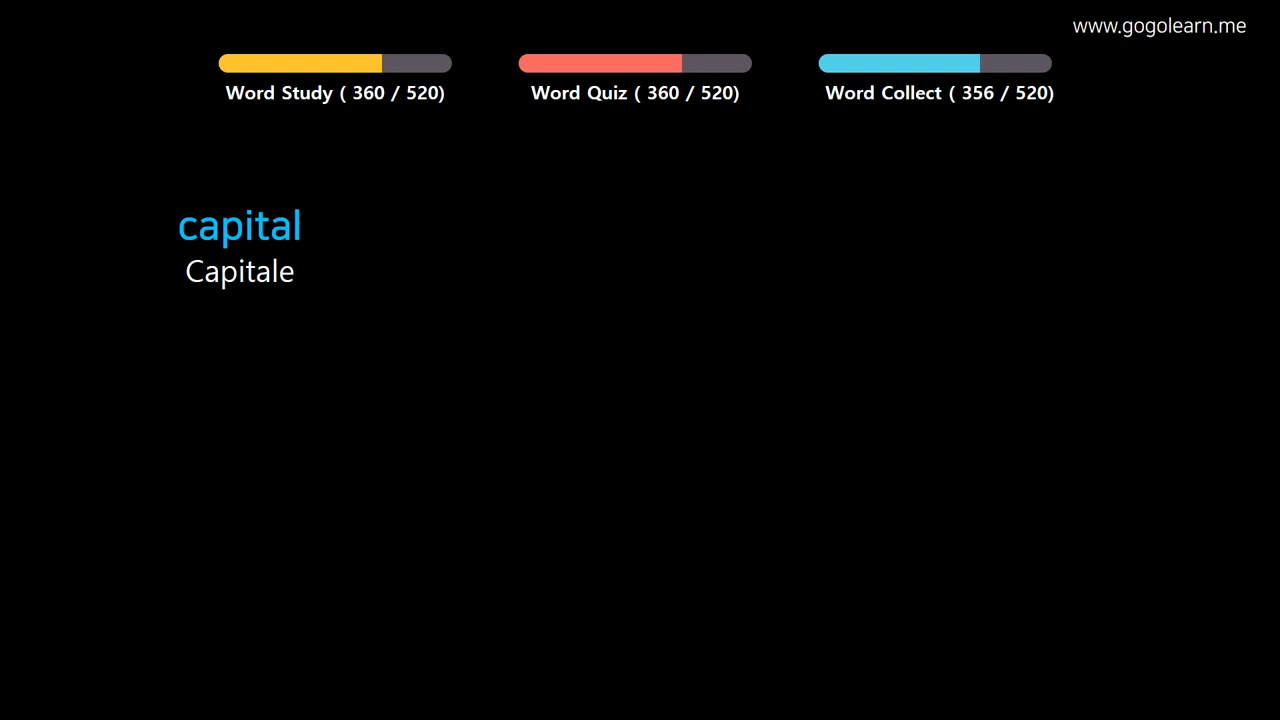 www.gogolearn.me
Word Study ( 360 / 520)
Word Quiz ( 360 / 520)
Word Collect ( 356 / 520)
capital
Capitale